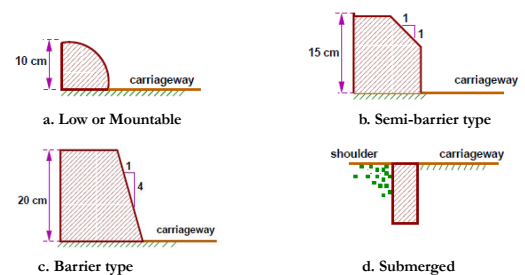 1
1
10 cm
15 cm
carriageway
carriageway
a. Low or Mountable
b. Semi-barrier type
shoulder
carriageway
1
4
20 cm
carriageway
c. Barrier type
d. Submerged